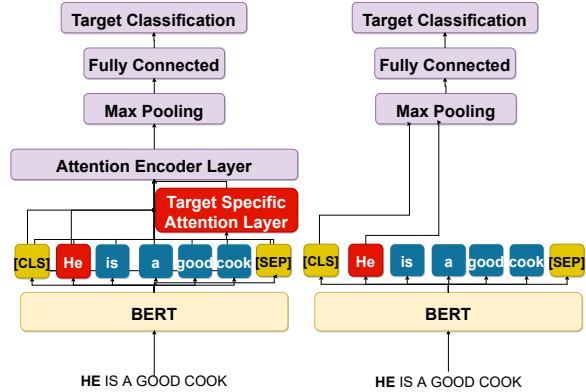 Target Classification
Fully Connected
Max Pooling
Attention Encoder Layer
Target Specific
Attention Layer
[CLS] He is a good cook [SEP]
BERT
HE IS A GOOD COOK
Target Classification
Fully Connected
Max Pooling
[CLS] He is a good cook [SEP]
BERT
HE IS A GOOD COOK